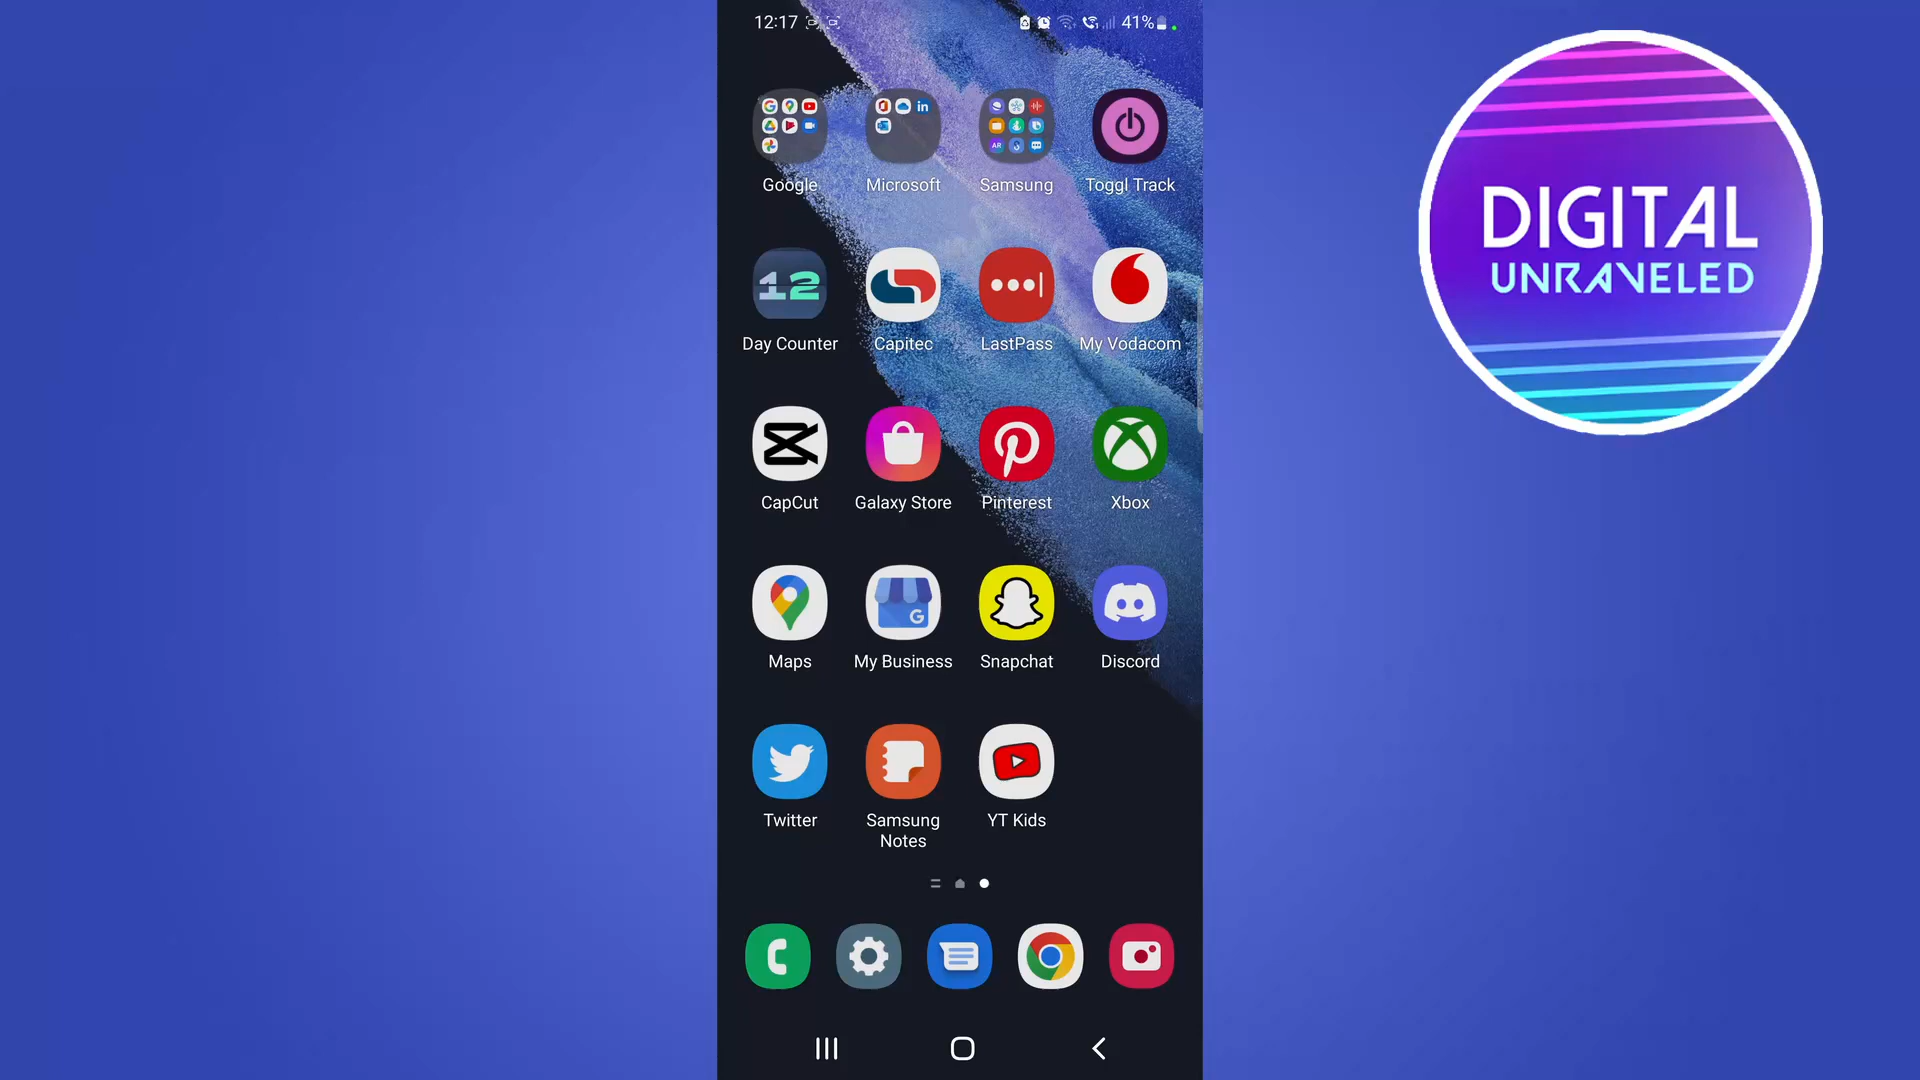 12:17
41%
DIGITAL
UNRAVELED
Google
Microsoft
Samsung
Toggl Track
12
Day Counter
Capitec
LastPass
My Vodacom
CapCut
Galaxy Store
Pinterest
Xbox
Maps
My Business
Snapchat
Discord
Twitter
Samsung
Notes
YT Kids